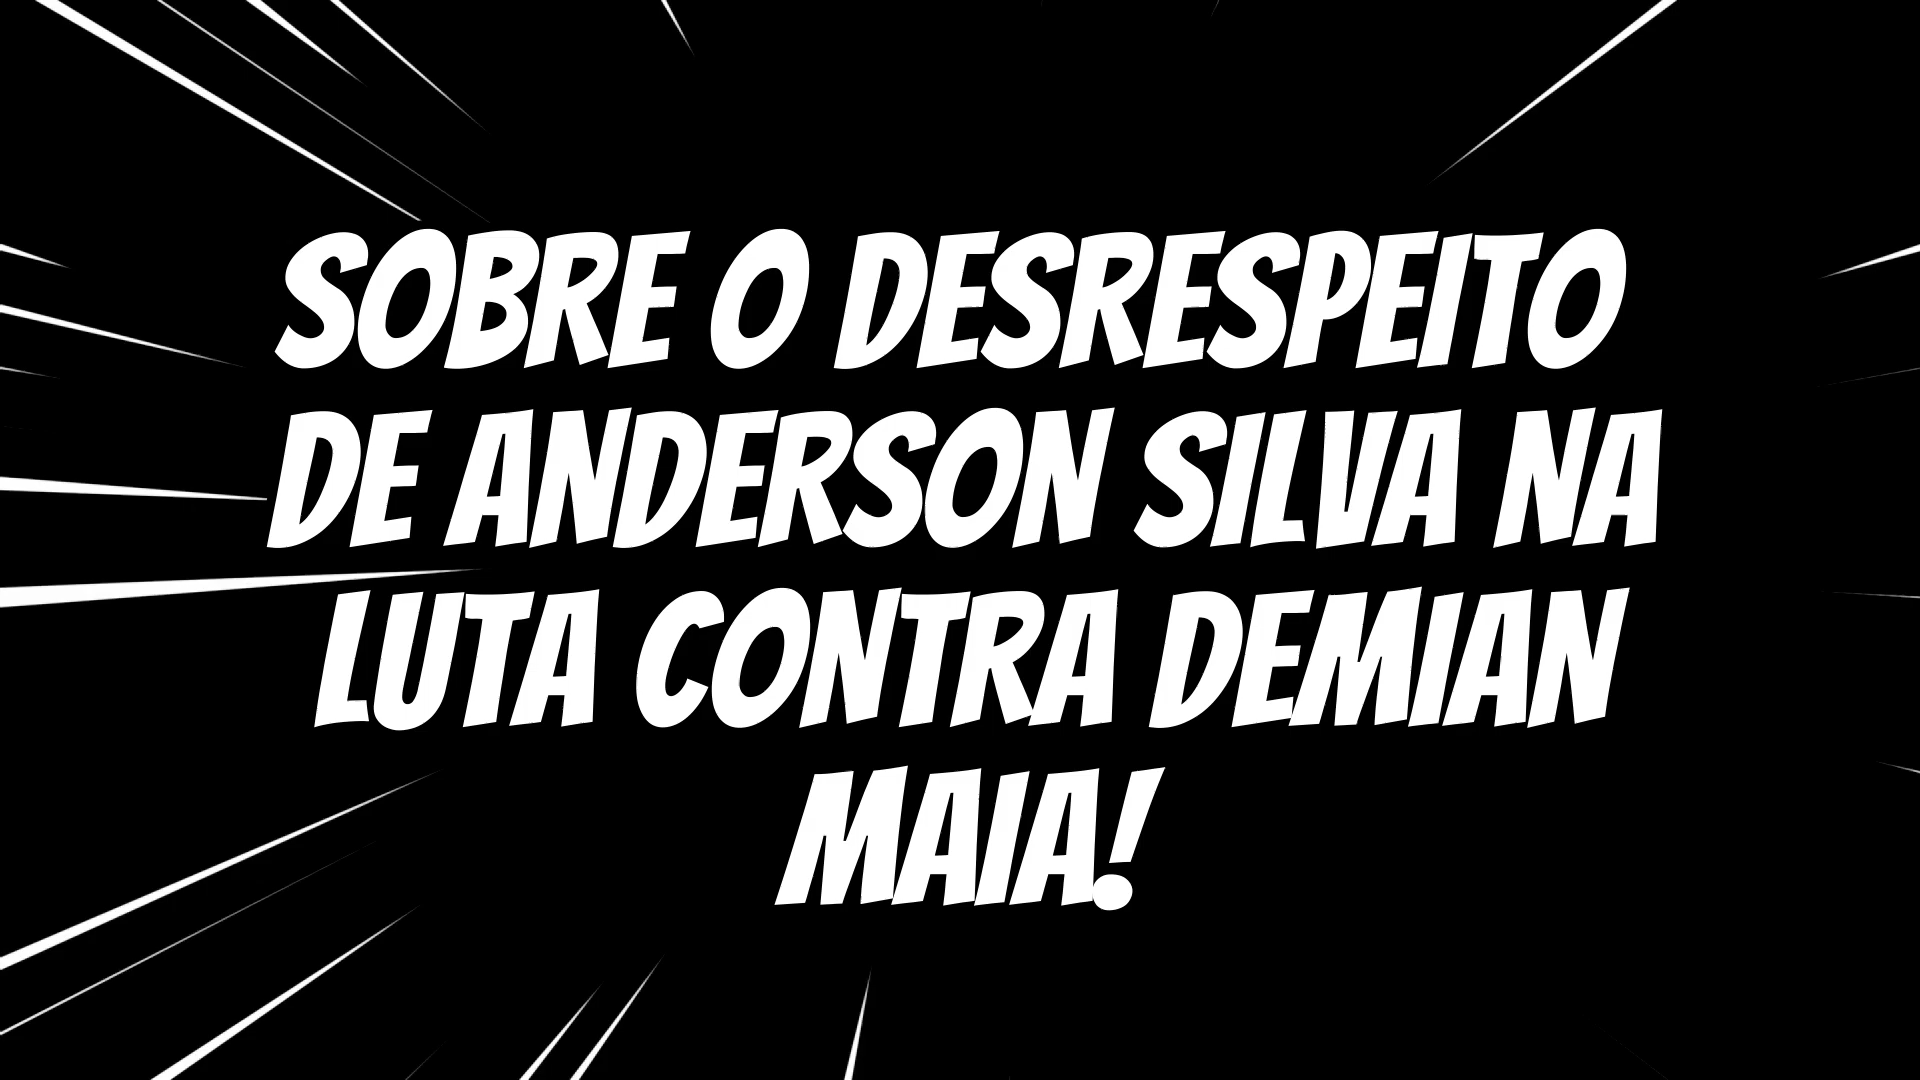 SOBRE O DESRESPEITO
DE ANDERSON SILVA NA
LUTA CONTRA DEMIAN
MAIA!